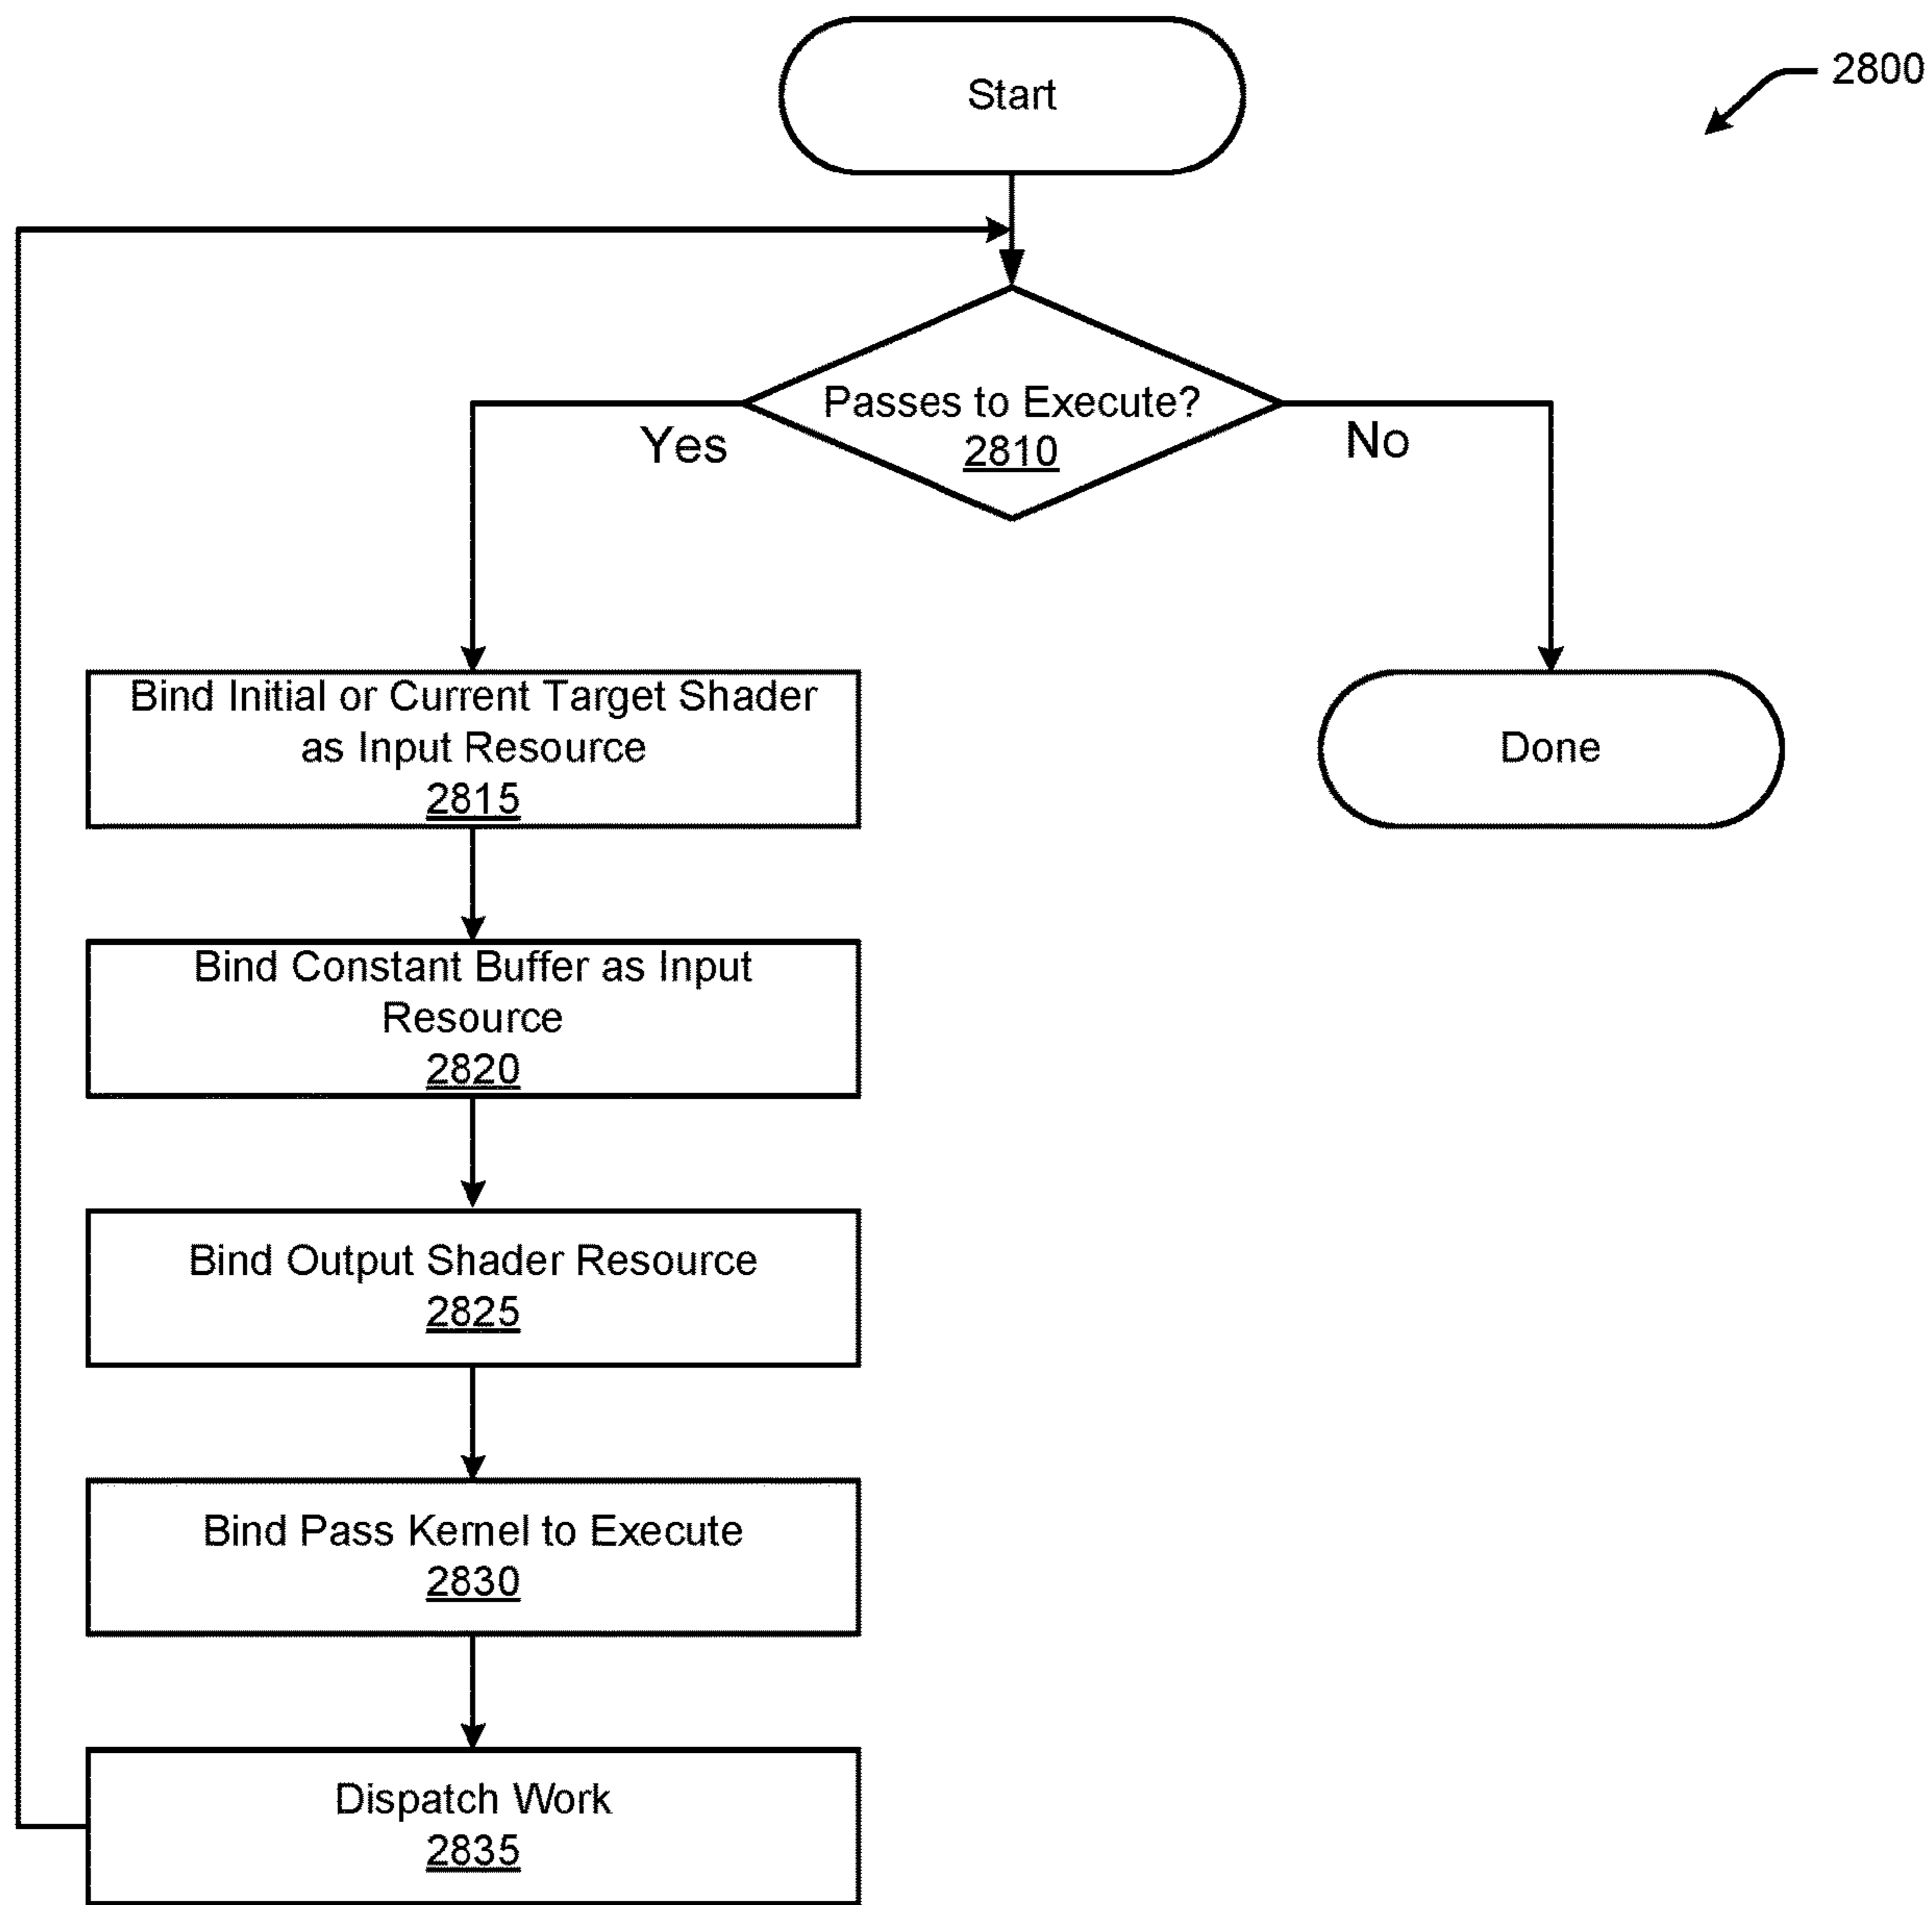 Start
2800
Passes to Execute?
2810
Yes
No
Bind Initial or Current Target Shader
as Input Resource
2815
Done
Bind Constant Buffer as Input
Resource
2820
Bind Output Shader Resource
2825
Bind Pass Kernel to Execute
2830
Dispatch Work
2835